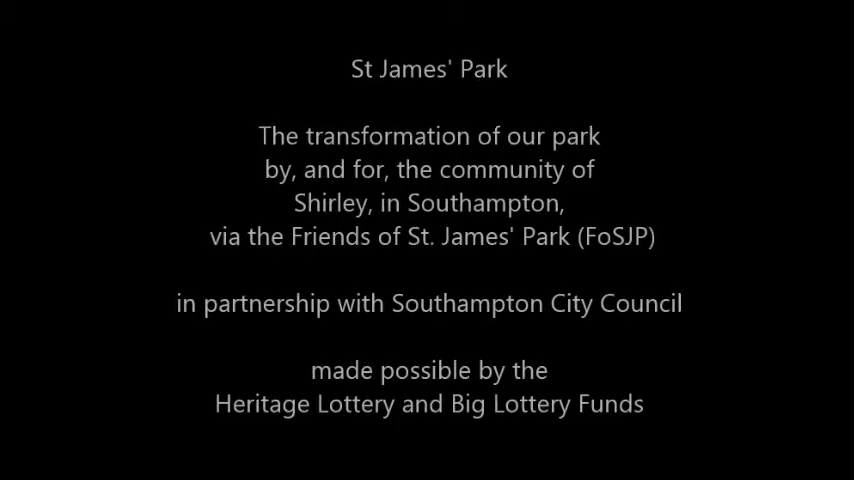 St James' Park
The transformation of our park
by, and for, the community of
Shirley, in Southampton,
via the Friends of St. James' Park (FoSJP)
in partnership with Southampton City Council
made possible by the
Heritage Lottery and Big Lottery Funds